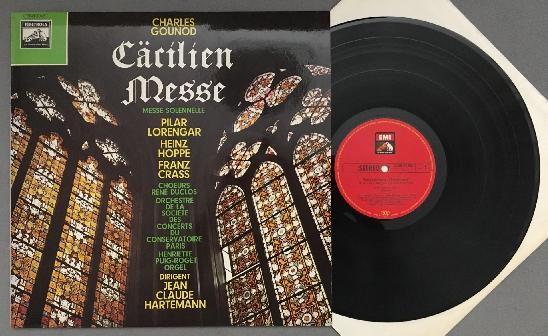 ELECTROLA
CHARLES
GOUNOD
Cäcilien
Messe
MESSE SOLENNELLE
PILAR
LORENGAR
HEINZ
HOPPE
FRANZ
CRASS
CHOEURS
RENÉ DUCLOS
ORCHESTRE
DE LA
SOCIÉTÉ
DES
CONCERTS
DU
CONSERVATOIRE
PARIS
HENRIETTE
PUIG-ROGET
ORGEL
DIRIGENT
JEAN
CLAUDE
HARTEMANN
EMI
STEREO